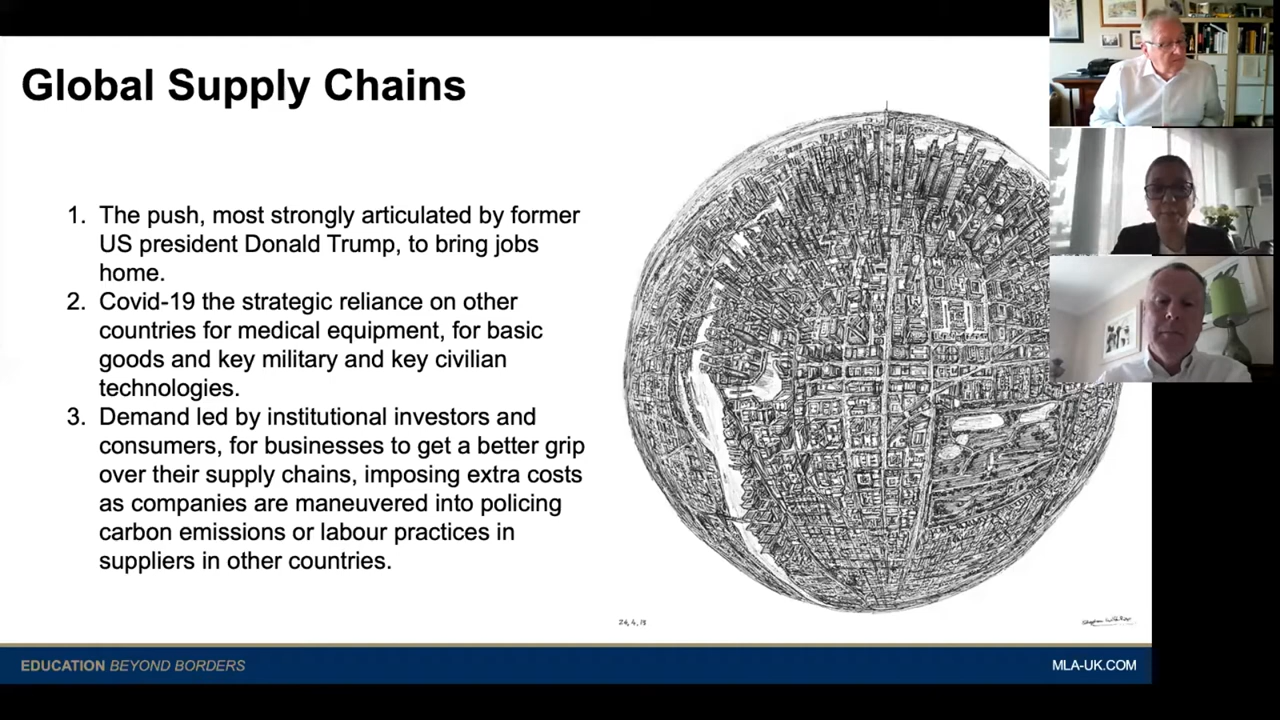 Global Supply Chains
1. The push, most strongly articulated by former
US president Donald Trump, to bring jobs
home.
2. Covid-19 the strategic reliance on other
countries for medical equipment, for basic
goods and key military and key civilian
technologies.
3. Demand led by institutional investors and
consumers, for businesses to get a better grip
over their supply chains, imposing extra costs
as companies are maneuvered into policing
carbon emissions or labour practices in
suppliers in other countries.
EDUCATION BEYOND BORDERS
MLA-UK.COM